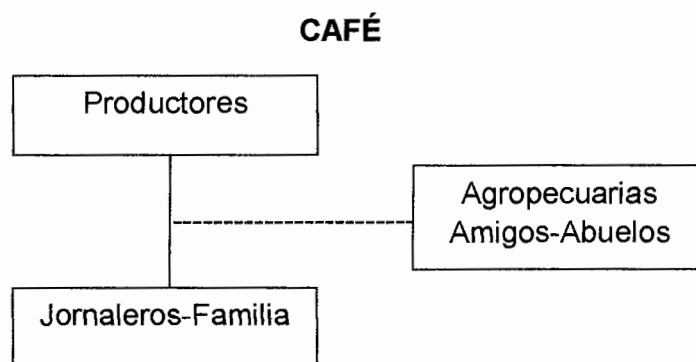 CAFÉ
Productores
Agropecuarias
Amigos-Abuelos
Jornaleros-Familia